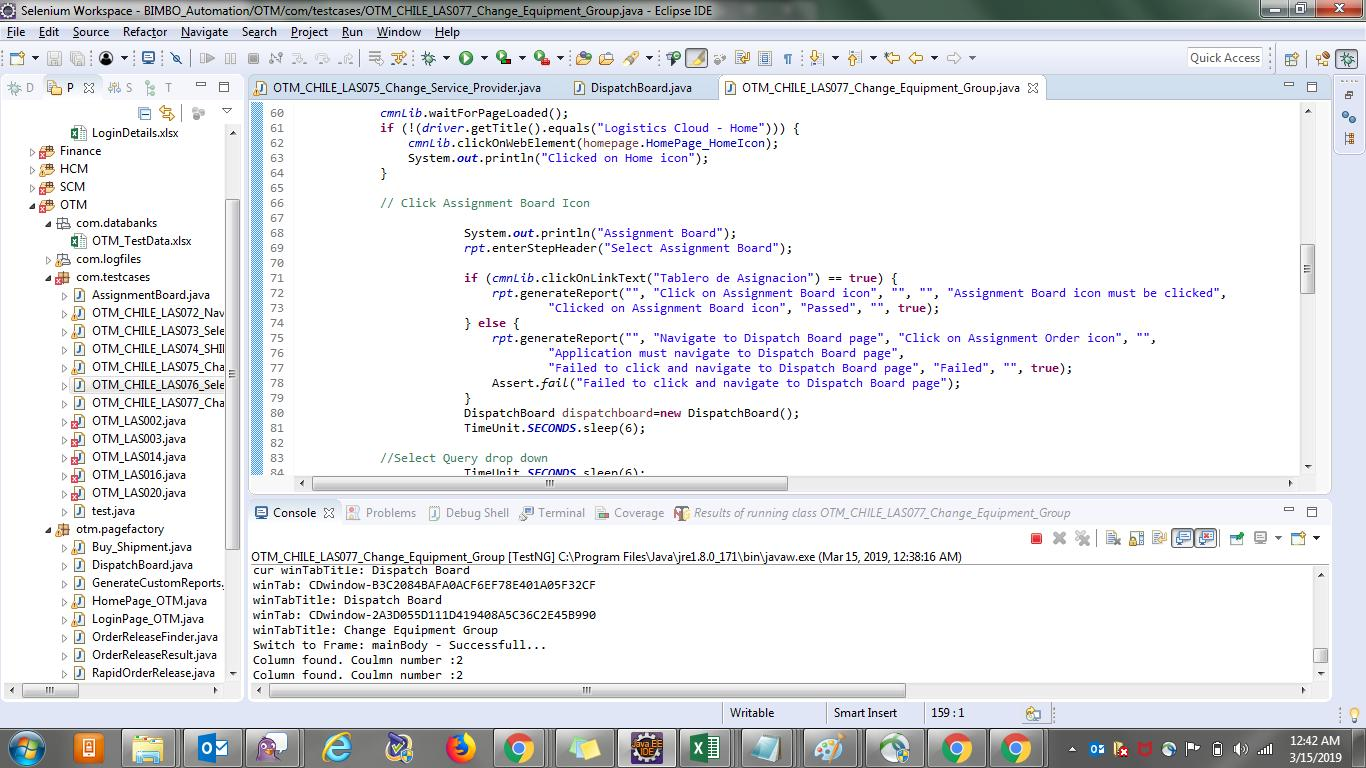 Selenium Workspace - BIMBO_Automation/OTM/com/testcases/OTM_CHILE_LAS077_Change_Equipment_Group.java - Eclipse IDE
File Edit Source Refactor Navigate Search Project Run Window Help
Quick Access
D P S T
OTM_CHILE_LAS075_Change_Service_Provider.java DispatchBoard.java OTM_CHILE_LAS077_Change_Equipment_Group.java
LoginDetails.xlsx
Finance
HCM
SCM
OTM
com.databanks
OTM_TestData.xlsx
com.logfiles
com.testcases
AssignmentBoard.java
OTM_CHILE_LAS072_Nav
OTM_CHILE_LAS073_Sele
OTM_CHILE_LAS074_SHI
OTM_CHILE_LAS075_Cha
OTM_CHILE_LAS076_Sele
OTM_CHILE_LAS077_Cha
OTM_LAS002.java
OTM_LAS003.java
OTM_LAS014.java
OTM_LAS016.java
OTM_LAS020.java
test.java
otm.pagefactory
Buy_Shipment.java
DispatchBoard.java
GenerateCustomReports.
HomePage_OTM.java
LoginPage_OTM.java
OrderReleaseFinder.java
OrderReleaseResult.java
RapidOrderRelease.java
60 cmnLib.waitForPageLoaded();
61 if (!(driver.getTitle().equals("Logistics Cloud - Home"))) {
62 cmnLib.clickOnWebElement(homepage.HomePage_HomeIcon);
63 System.out.println("Clicked on Home icon");
64 }
65
66 // Click Assignment Board Icon
67
68 System.out.println("Assignment Board");
69 rpt.enterStepHeader("Select Assignment Board");
70
71 if (cmnLib.clickOnLinkText("Tablero de Asignacion") == true) {
72 rpt.generateReport("", "Click on Assignment Board icon", "", "", "Assignment Board icon must be clicked",
73 "Clicked on Assignment Board icon", "Passed", "", true);
74 } else {
75 rpt.generateReport("", "Navigate to Dispatch Board page", "Click on Assignment Order icon", "",
76 "Application must navigate to Dispatch Board page",
77 "Failed to click and navigate to Dispatch Board page", "Failed", "", true);
78 Assert.fail("Failed to click and navigate to Dispatch Board page");
79 }
80 DispatchBoard dispatchboard=new DispatchBoard();
81 TimeUnit.SECONDS.sleep(6);
82
83 //Select Query drop down
84 TimeUnit.SECONDS.sleep(6);
Console Problems Debug Shell Terminal Coverage Results of running class OTM_CHILE_LAS077_Change_Equipment_Group
OTM_CHILE_LAS077_Change_Equipment_Group [TestNG] C:\Program Files\Java\jre1.8.0_171\bin\javaw.exe (Mar 15, 2019, 12:38:16 AM)
cur winTabTitle: Dispatch Board
winTab: CDwindow-B3C2084BAFA0ACF6EF78E401A05F32CF
winTabTitle: Dispatch Board
winTab: CDwindow-2A3D055D111D419408A5C36C2E45B990
winTabTitle: Change Equipment Group
Switch to Frame: mainBody - Successfull...
Column found. Coulmn number :2
Column found. Coulmn number :2
Writable Smart Insert 159 : 1
Java EE
IDE
12:42 AM
3/15/2019